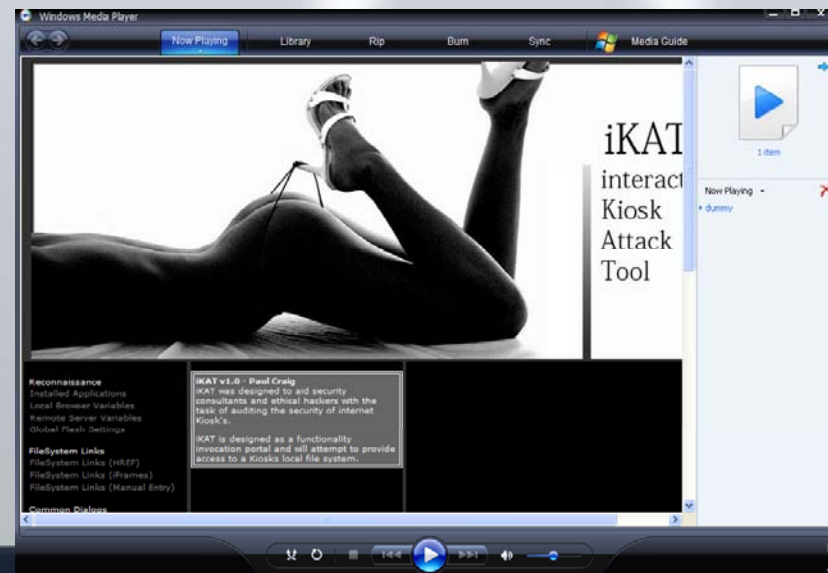 Windows Media Player
Now Playing Library Rip Burn Sync Media Guide
iKAT
interact
Kiosk
Attack
Tool
1 item
Now Playing
dummy
Reconnaissance
Installed Applications
Local Browser Variables
Remote Server Variables
Global Flash Settings
FileSystem Links
FileSystem Links (HREF)
FileSystem Links (iFrames)
FileSystem Links (Manual Entry)
Common Dialogs
iKAT v1.0 - Paul Craig
iKAT was designed to aid security
consultants and ethical hackers with the
task of auditing the security of internet
Kiosk's.
iKAT is designed as a functionality
invocation portal and will attempt to provide
access to a Kiosks local file system.